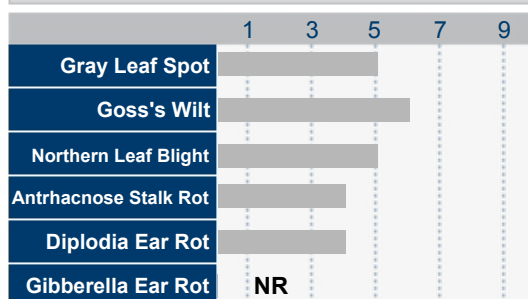 1 3 5 7 9
Gray Leaf Spot
Goss's Wilt
Northern Leaf Blight
Antrhacnose Stalk Rot
Diplodia Ear Rot
Gibberella Ear Rot NR